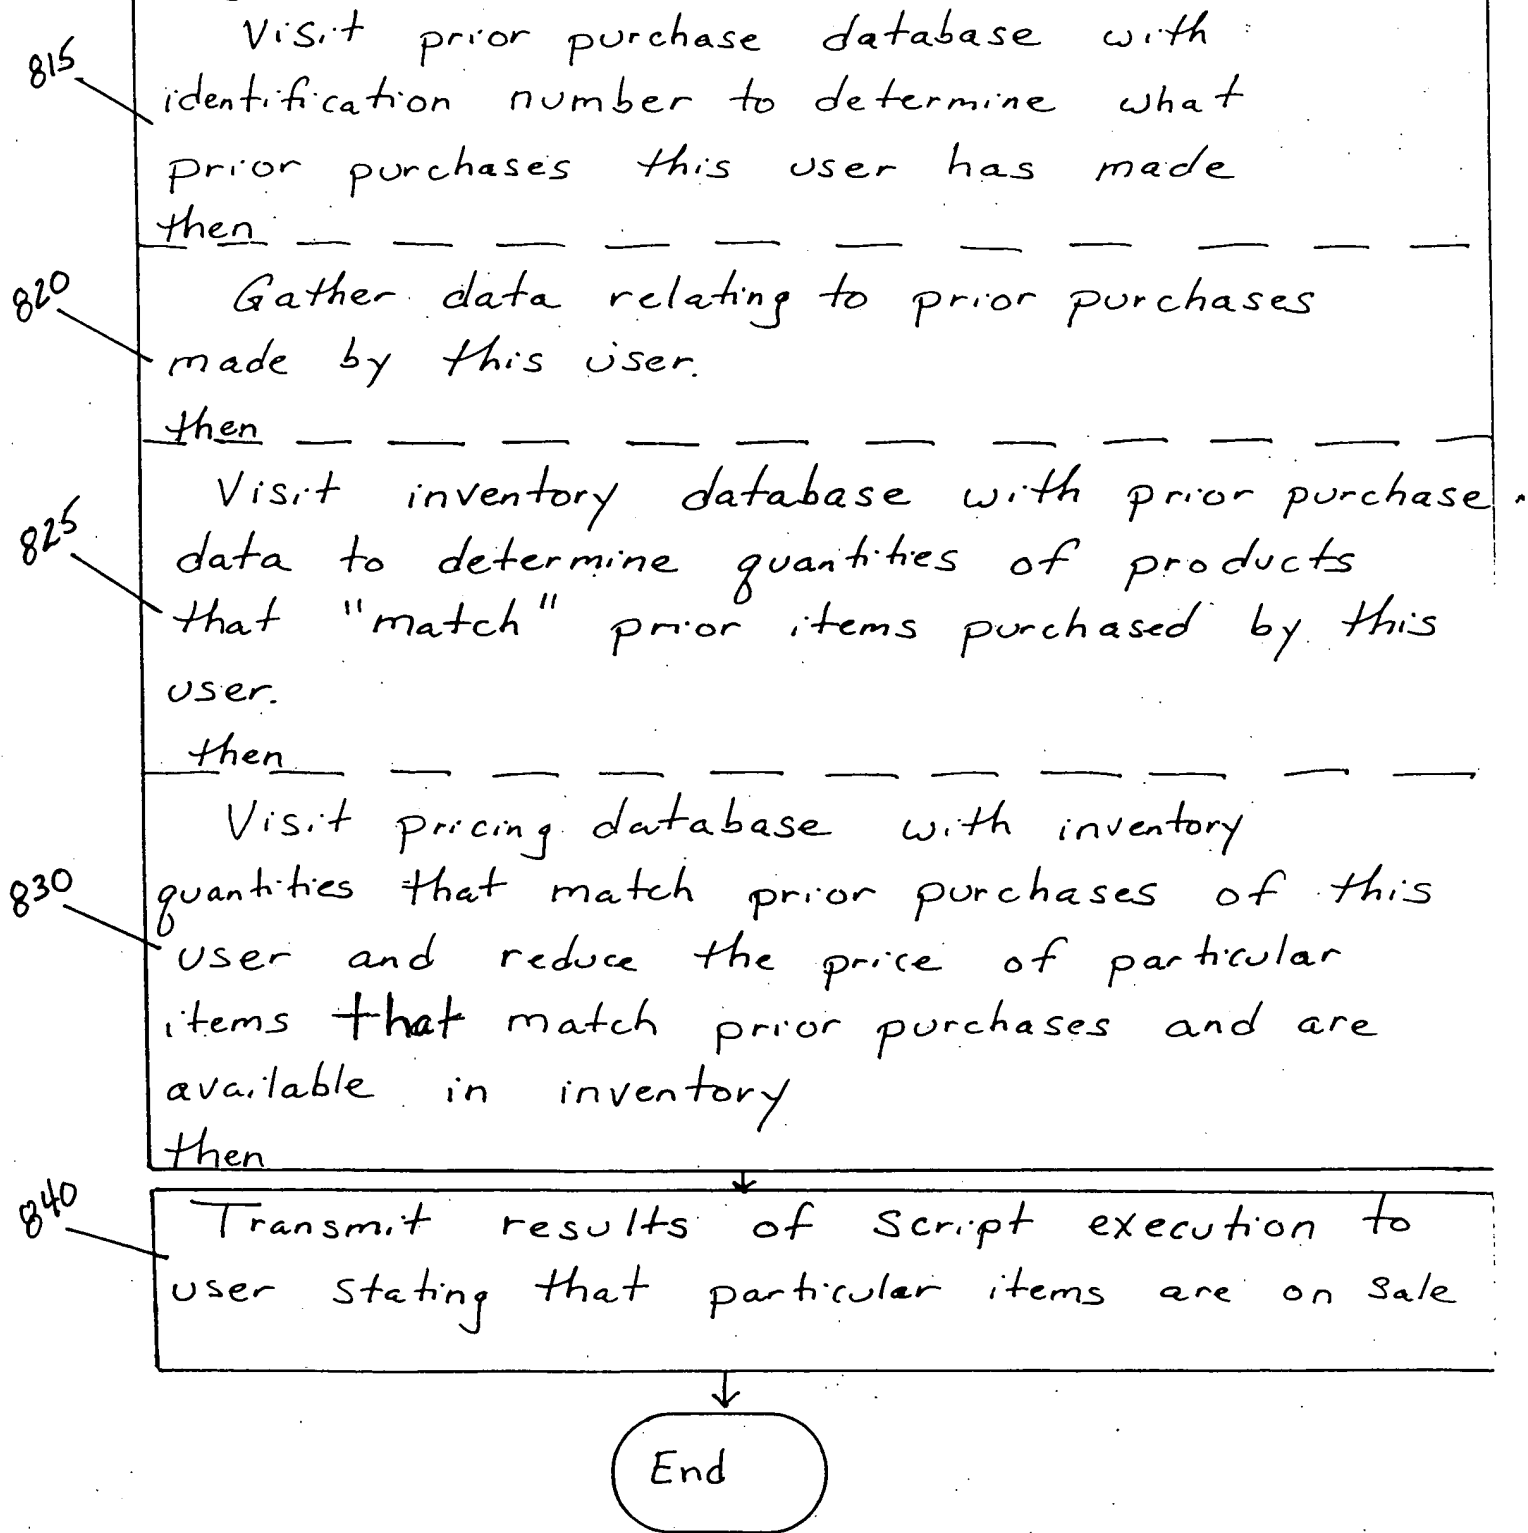 Visit prior purchase database with
815
identification number to determine what
prior purchases this user has made
then
820
Gather data relating to prior purchases
made by this user.
then
Visit inventory database with prior purchase
825
data to determine quantities of products
that "match" prior items purchased by this
user.
then
Visit pricing database with inventory
830
quantities that match prior purchases of this
user and reduce the price of particular
items that match prior purchases and are
available in inventory
then
840
Transmit results of script execution to
user stating that particular items are on sale
End